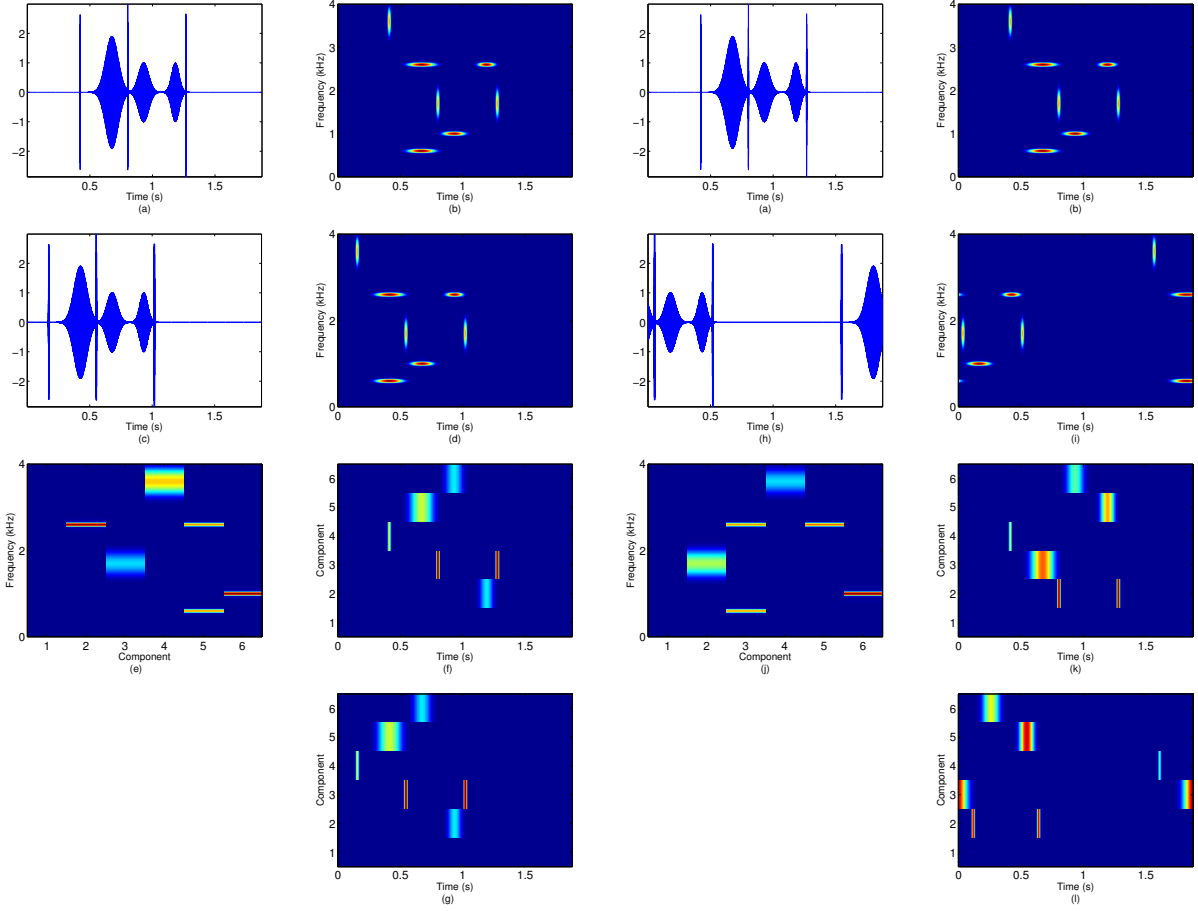 2
1
0
−1
−2
0.5 1 1.5
Time (s)
(a)
Frequency (kHz)
4
3
2
1
0
0 0.5 1 1.5
Time (s)
(b)
2
1
0
−1
−2
0.5 1 1.5
Time (s)
(a)
Frequency (kHz)
4
3
2
1
0
0 0.5 1 1.5
Time (s)
(b)
2
1
0
−1
−2
0.5 1 1.5
Time (s)
(c)
Frequency (kHz)
4
3
2
1
0
0 0.5 1 1.5
Time (s)
(d)
2
1
0
−1
−2
0.5 1 1.5
Time (s)
(h)
Frequency (kHz)
4
3
2
1
0
0 0.5 1 1.5
Time (s)
(i)
Frequency (kHz)
4
2
0
1 2 3 4 5 6
Component
(e)
Component
6
5
4
3
2
1
0 0.5 1 1.5
Time (s)
(f)
Frequency (kHz)
4
2
0
1 2 3 4 5 6
Component
(j)
Component
6
5
4
3
2
1
0 0.5 1 1.5
Time (s)
(k)
Component
6
5
4
3
2
1
0 0.5 1 1.5
Time (s)
(g)
Component
6
5
4
3
2
1
0 0.5 1 1.5
Time (s)
(l)